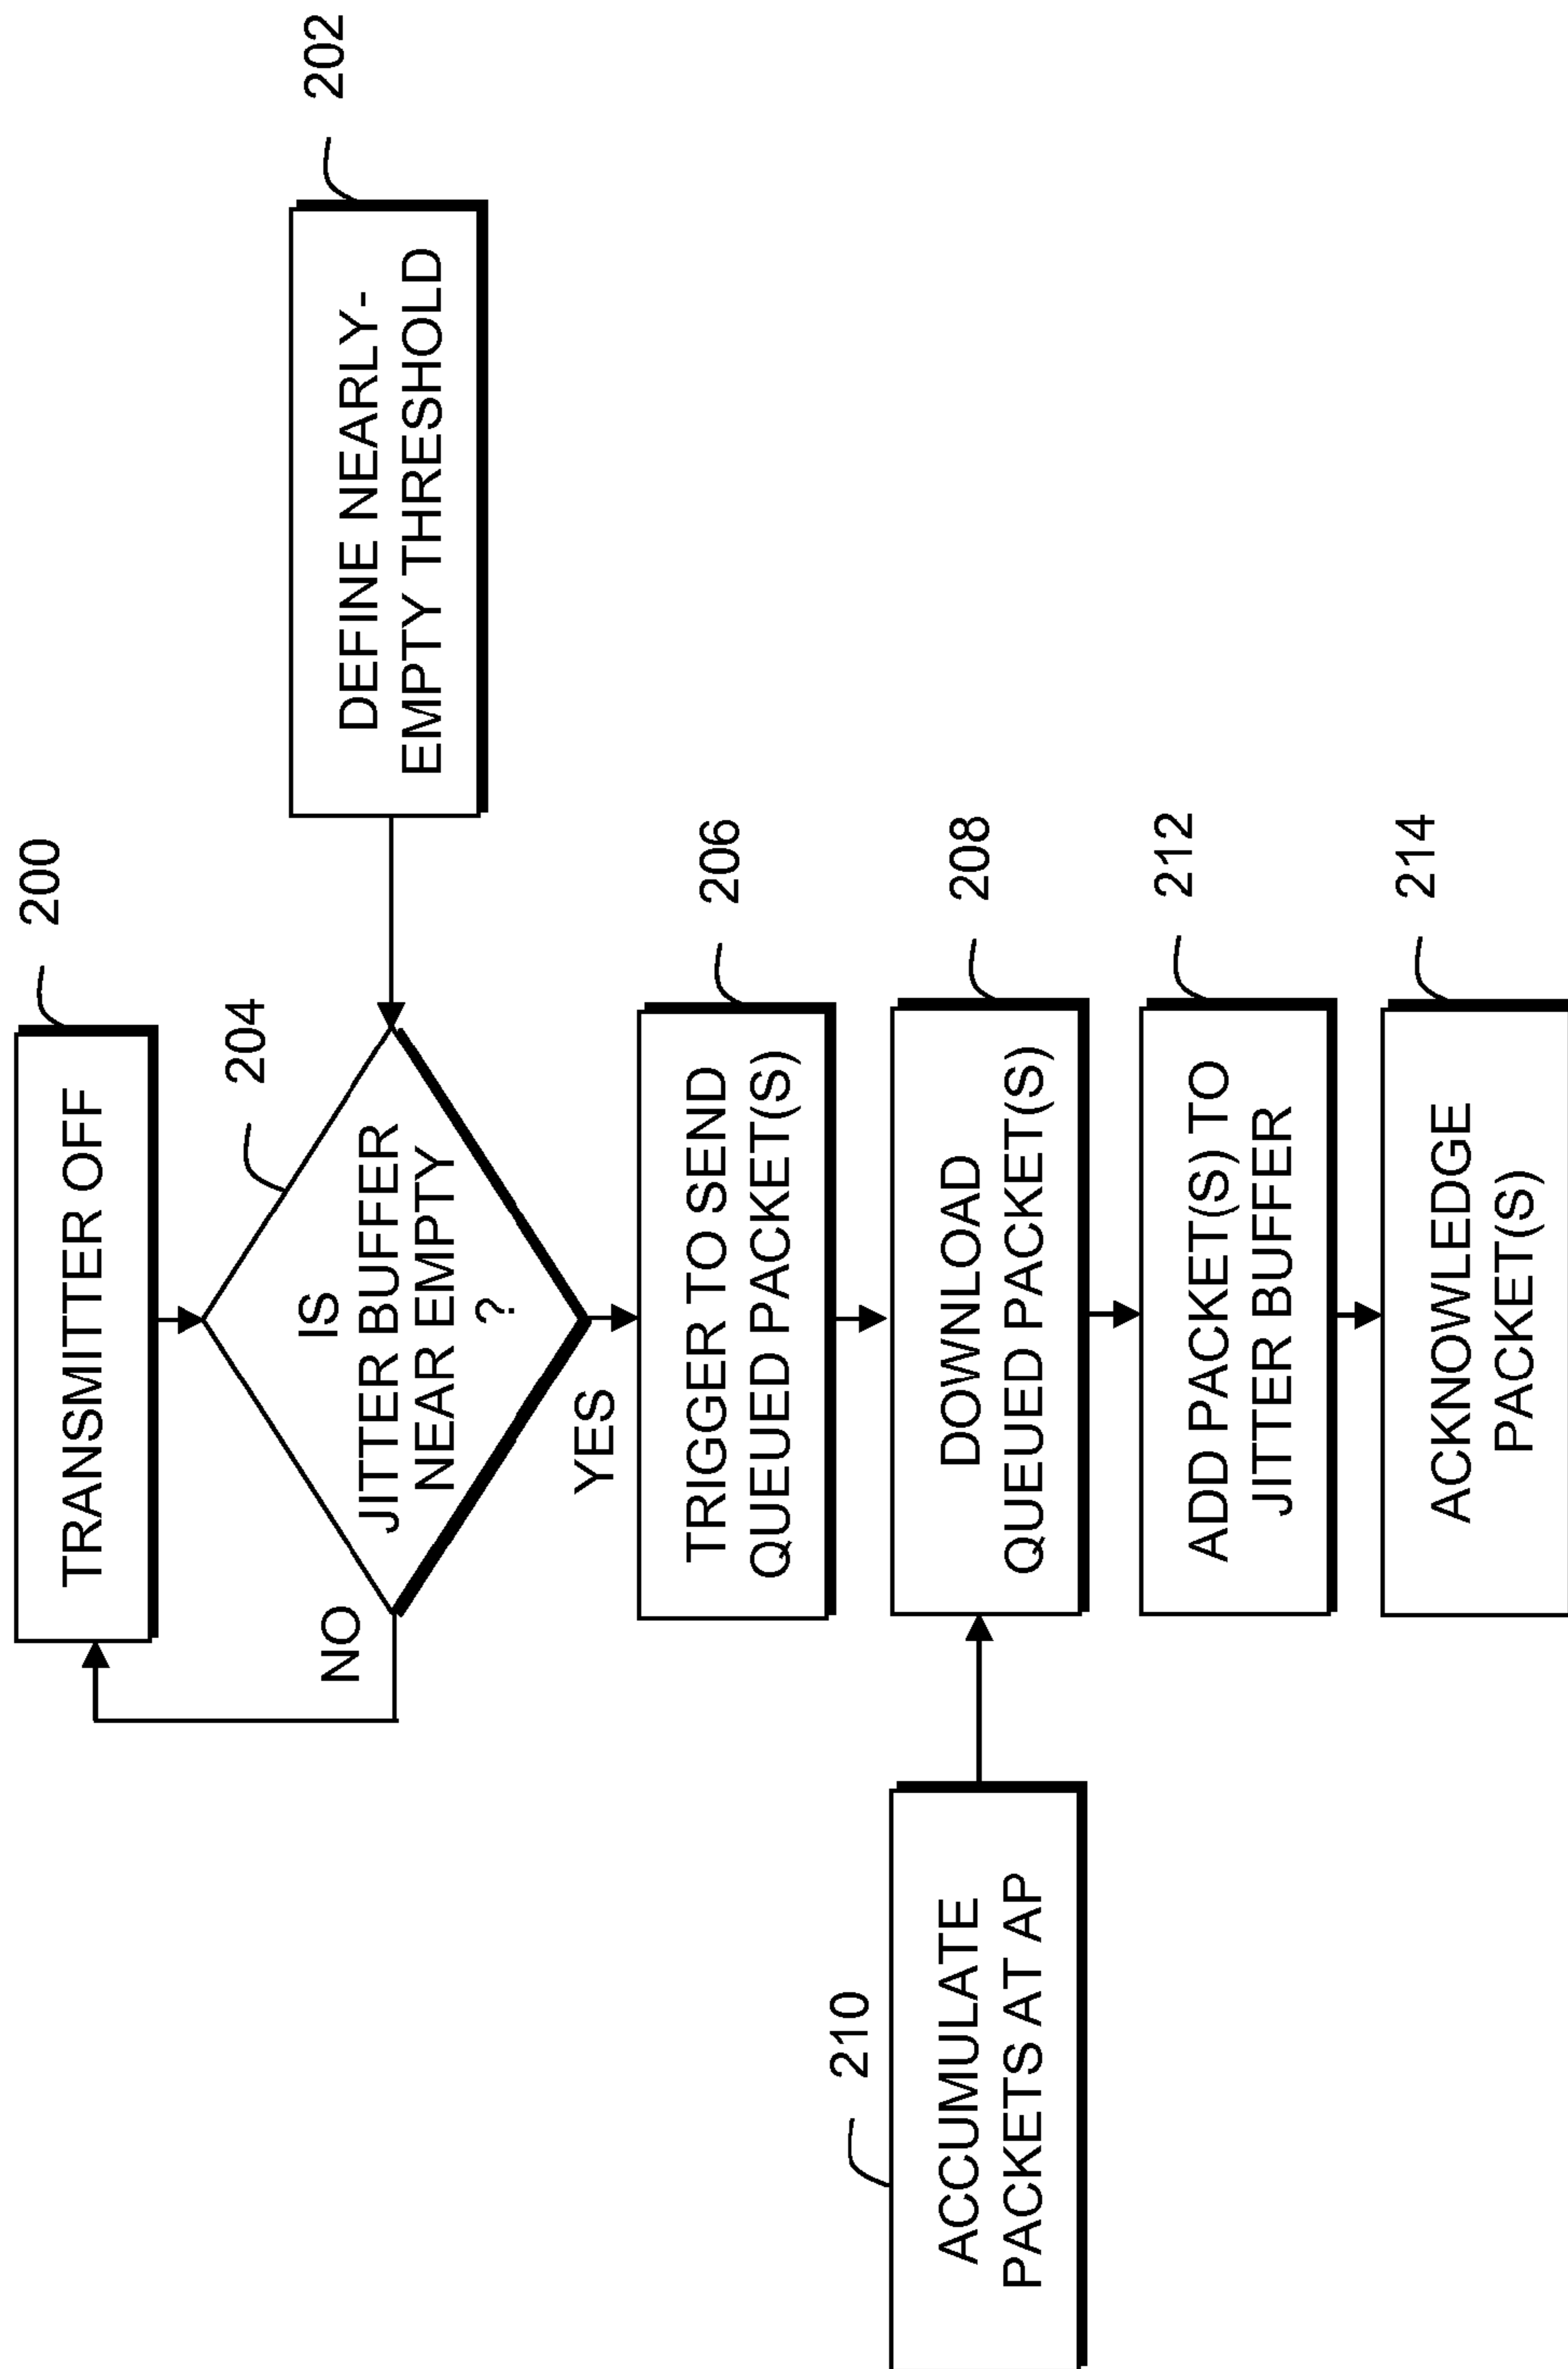 200
TRANSMITTER OFF
204
202
IS
JITTER BUFFER
NEAR EMPTY
?
DEFINE NEARLY-
EMPTY THRESHOLD
NO
YES
206
TRIGGER TO SEND
QUEUED PACKET(S)
210
ACCUMULATE
PACKETS AT AP
208
DOWNLOAD
QUEUED PACKET(S)
212
ADD PACKET(S) TO
JITTER BUFFER
214
ACKNOWLEDGE
PACKET(S)